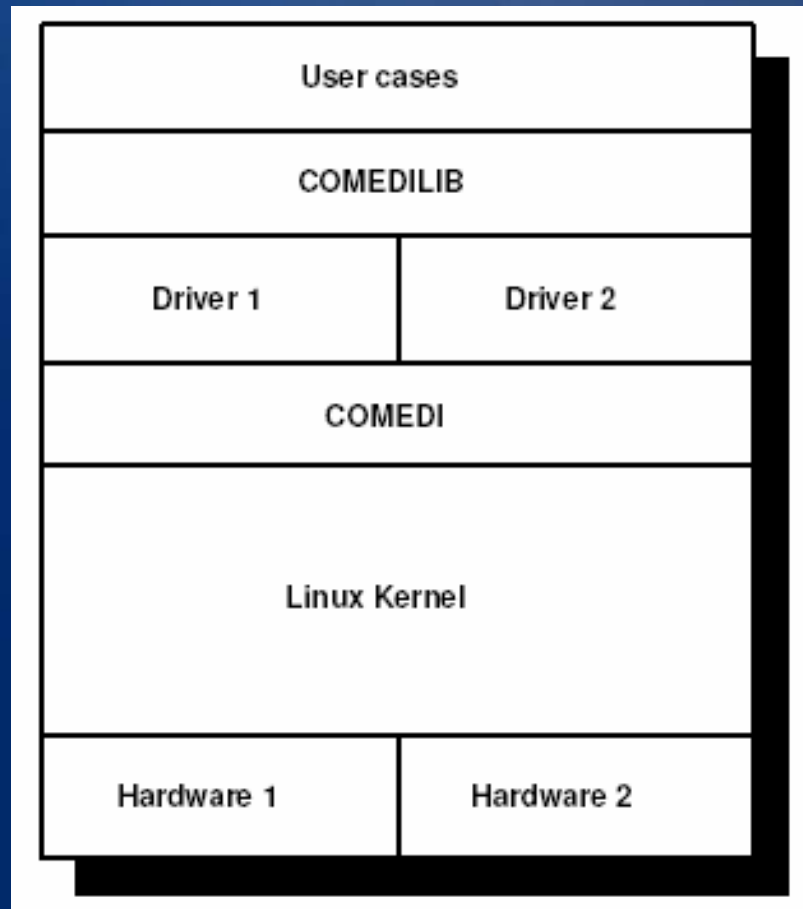 User cases
COMEDILIB
Driver 1
Driver 2
COMEDI
Linux Kernel
Hardware 1
Hardware 2